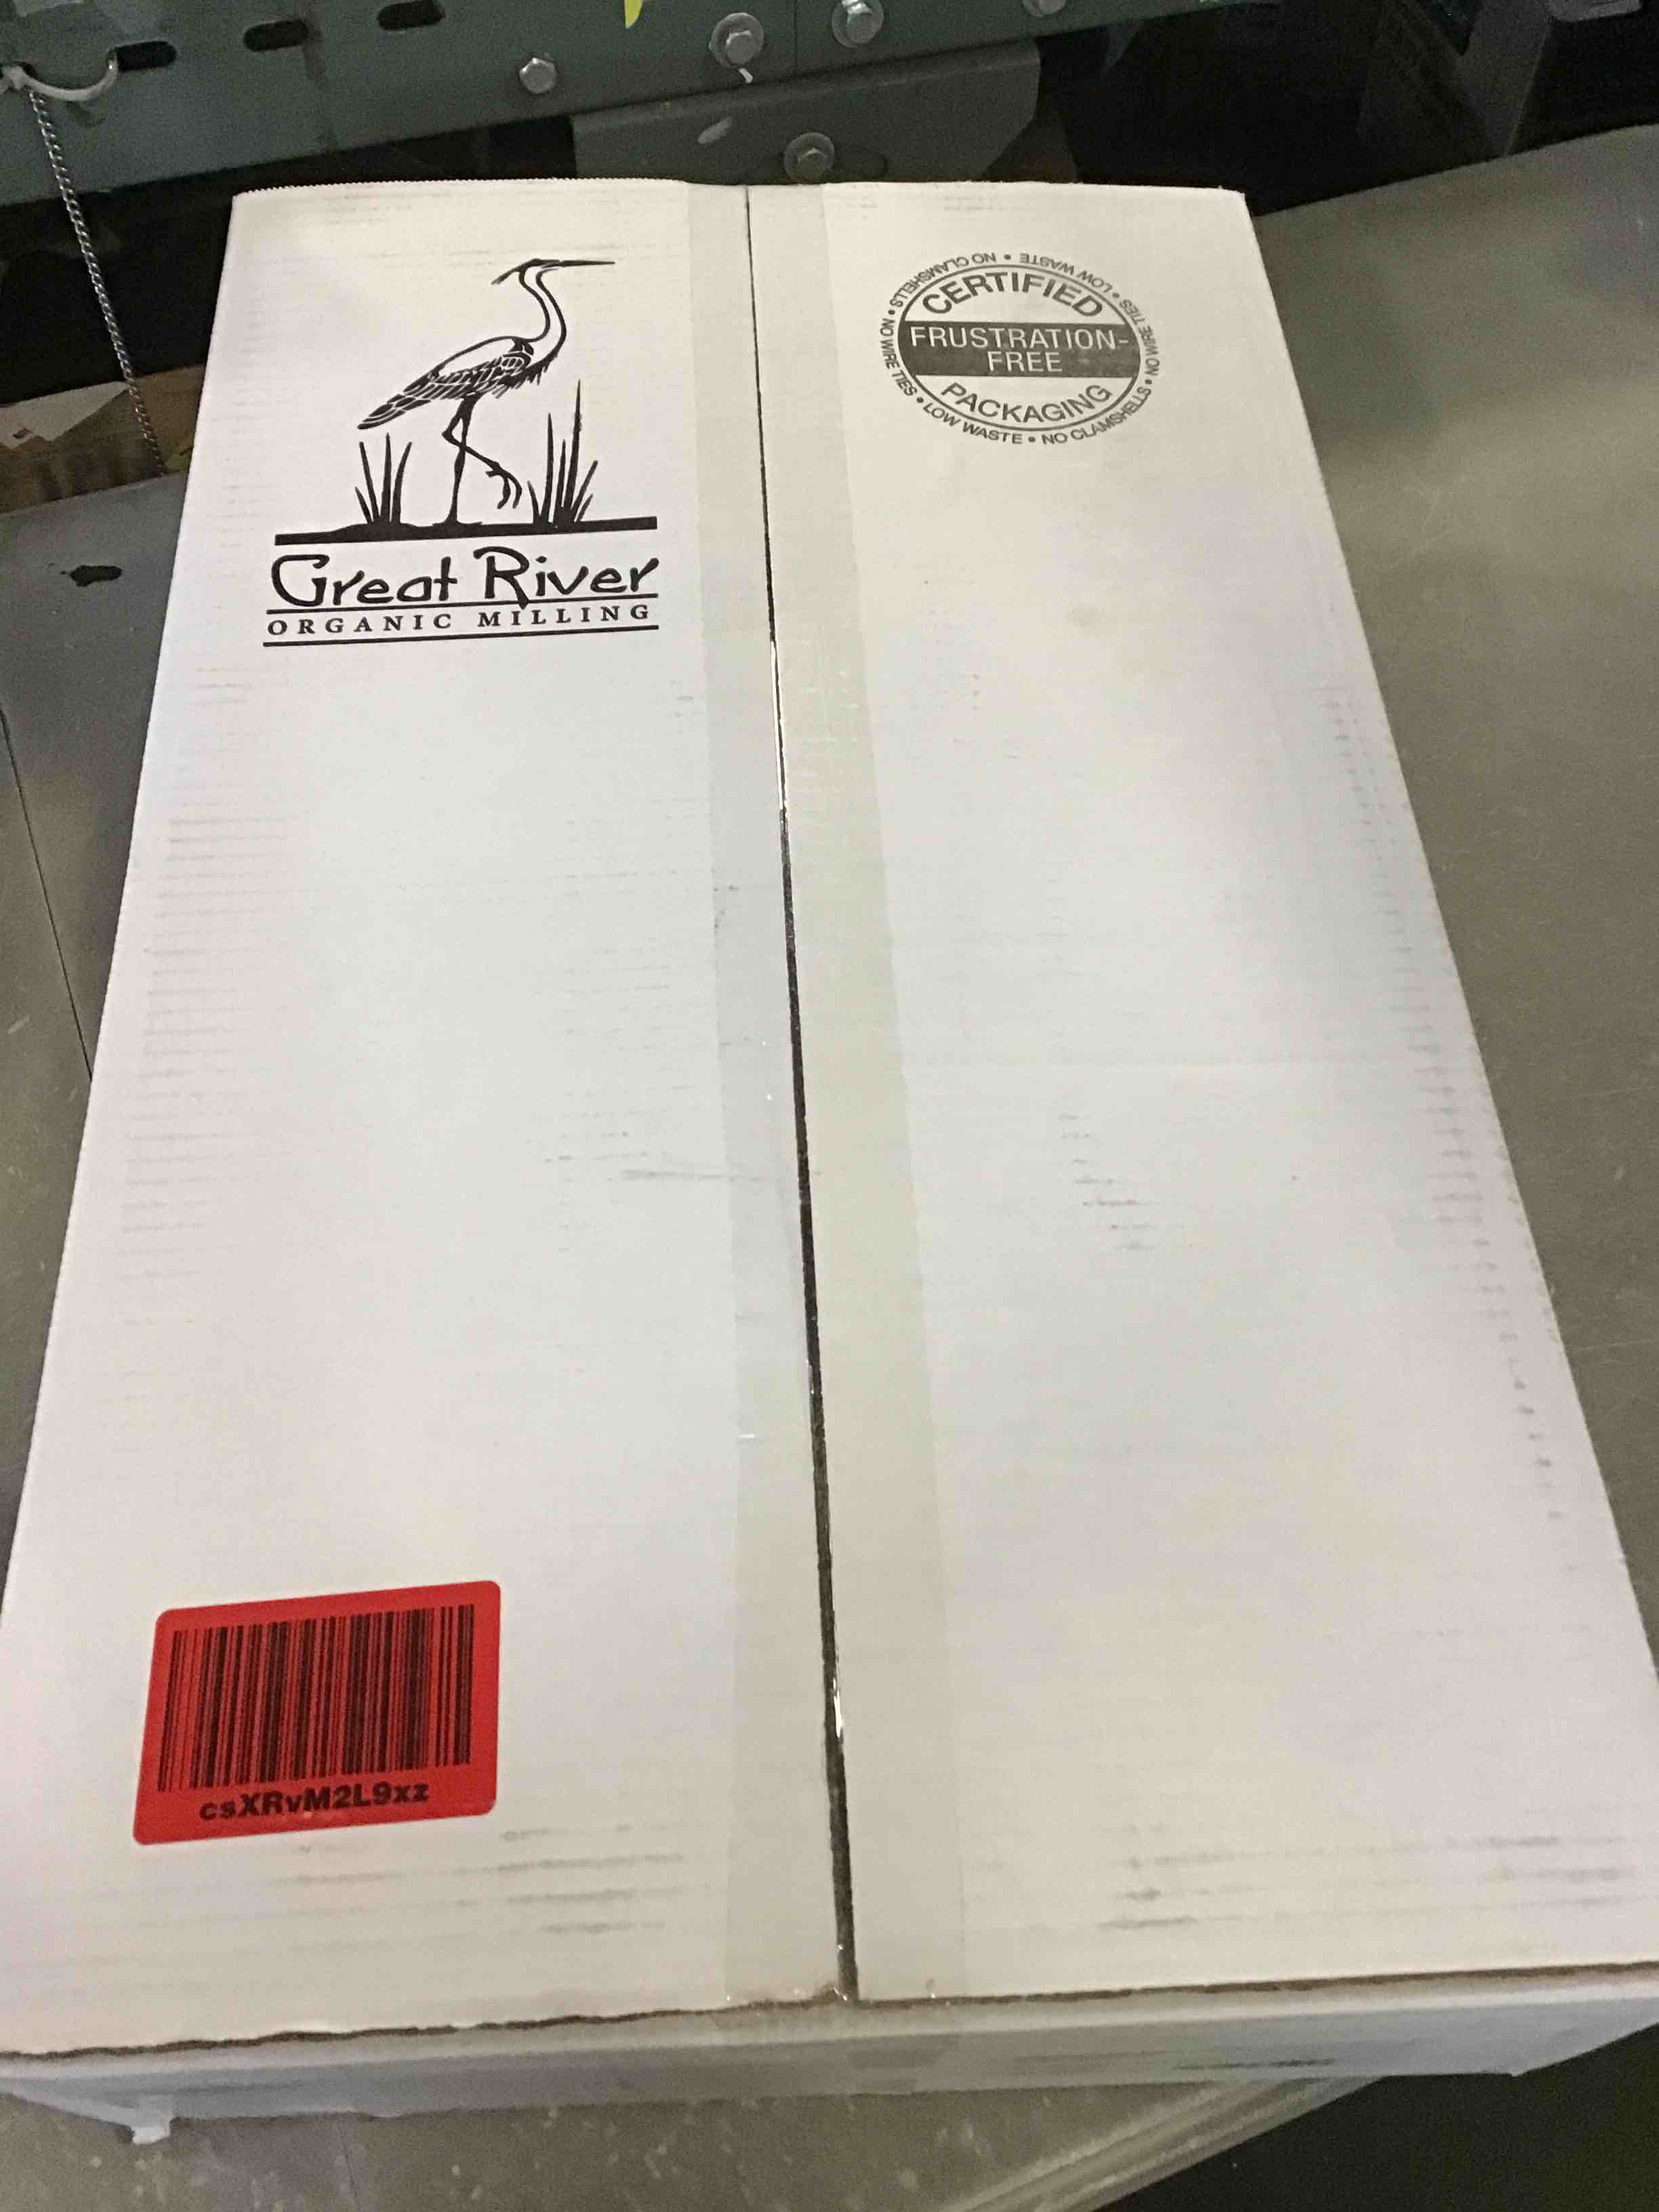 Great River
ORGANIC MILLING
CERTIFIED
FRUSTRATION-
FREE
PACKAGING
NO CLAMSHELLS • NO WIRE TIES • LOW WASTE • NO CLAMSHELLS • NO WIRE TIES • LOW WASTE •
csXRvM2L9xz